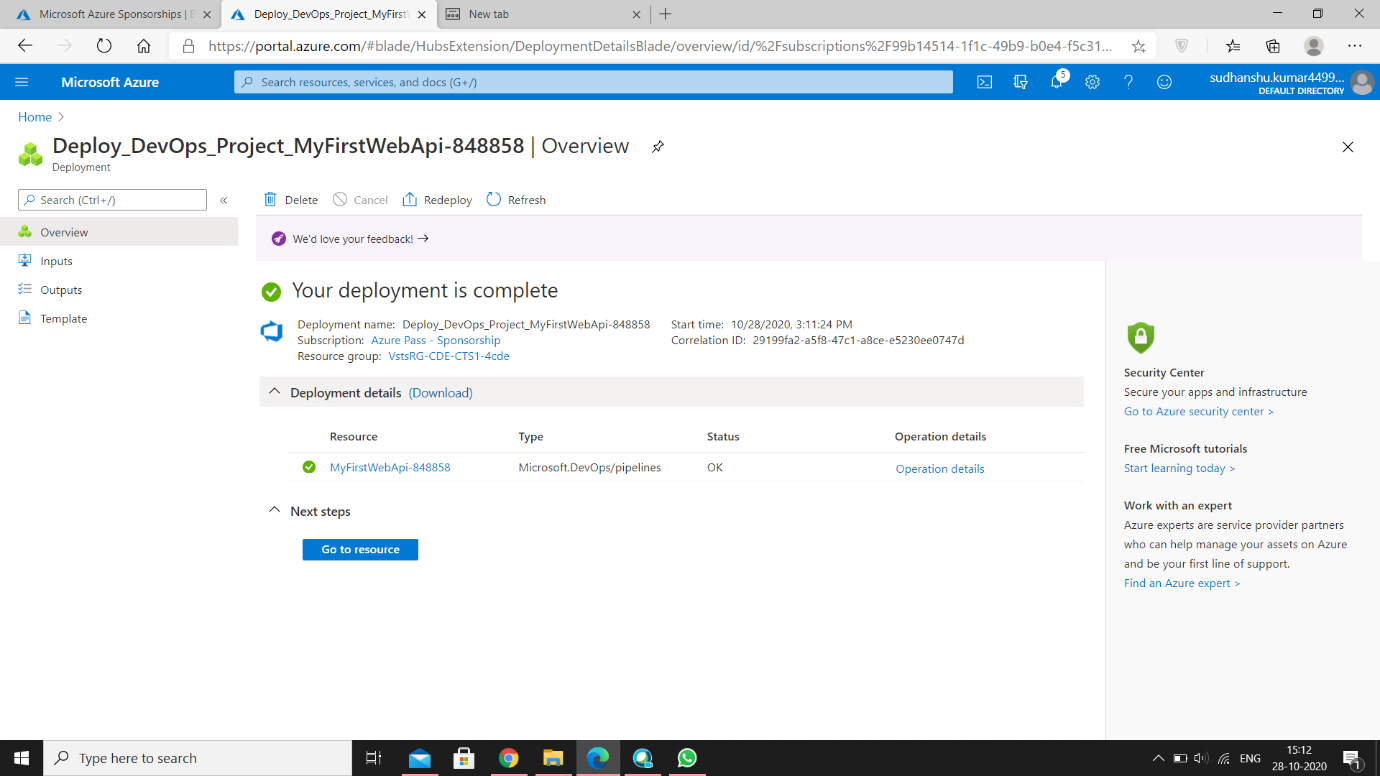 Microsoft Azure Sponsorships | E
Deploy_DevOps_Project_MyFirst
New tab
https://portal.azure.com/#blade/HubsExtension/DeploymentDetailsBlade/overview/id/%2Fsubscriptions%2F99b14514-1f1c-49b9-b0e4-f5c31...
Microsoft Azure
Search resources, services, and docs (G+/)
5
sudhanshu.kumar4499...
DEFAULT DIRECTORY
Home
Deploy_DevOps_Project_MyFirstWebApi-848858 | Overview
Deployment
Search (Ctrl+/)
«
Delete
Cancel
Redeploy
Refresh
Overview
Inputs
Outputs
Template
We'd love your feedback! →
Your deployment is complete
Deployment name: Deploy_DevOps_Project_MyFirstWebApi-848858
Subscription: Azure Pass - Sponsorship
Resource group: VstsRG-CDE-CTS1-4cde
Start time: 10/28/2020, 3:11:24 PM
Correlation ID: 29199fa2-a5f8-47c1-a8ce-e5230ee0747d
Deployment details (Download)
Resource Type Status Operation details
MyFirstWebApi-848858 Microsoft.DevOps/pipelines OK Operation details
Next steps
Go to resource
Security Center
Secure your apps and infrastructure
Go to Azure security center >
Free Microsoft tutorials
Start learning today >
Work with an expert
Azure experts are service provider partners
who can help manage your assets on Azure
and be your first line of support.
Find an Azure expert >
Type here to search
ENG
15:12
28-10-2020
1